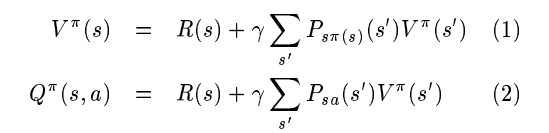 V^π(s) = R(s) + γ ∑_{s′} P_{sπ(s)}(s′)V^π(s′) (1)
Q^π(s, a) = R(s) + γ ∑_{s′} P_{sa}(s′)V^π(s′) (2)